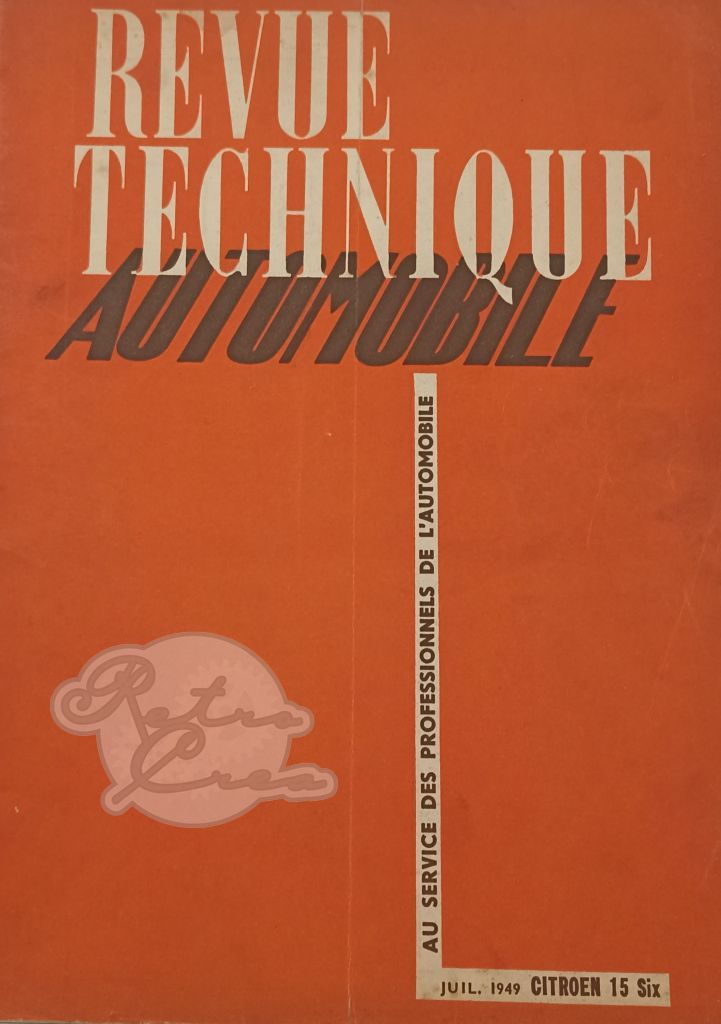 REVUE
TECHNIQUE
AUTOMOBILE
AU SERVICE DES PROFESSIONNELS DE L'AUTOMOBILE
Retro
Crea
JUIL. 1949 CITROEN 15 Six